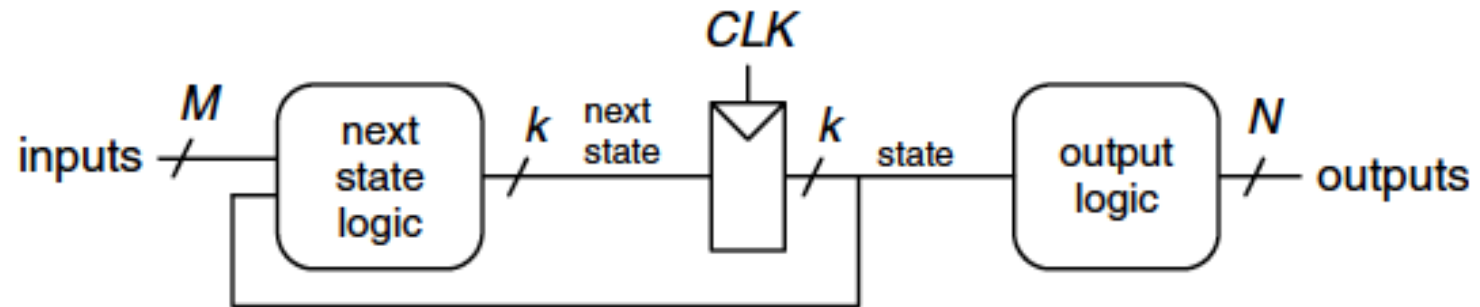 CLK
M
inputs
next
state
logic
k
next
state
k
state
output
logic
N
outputs